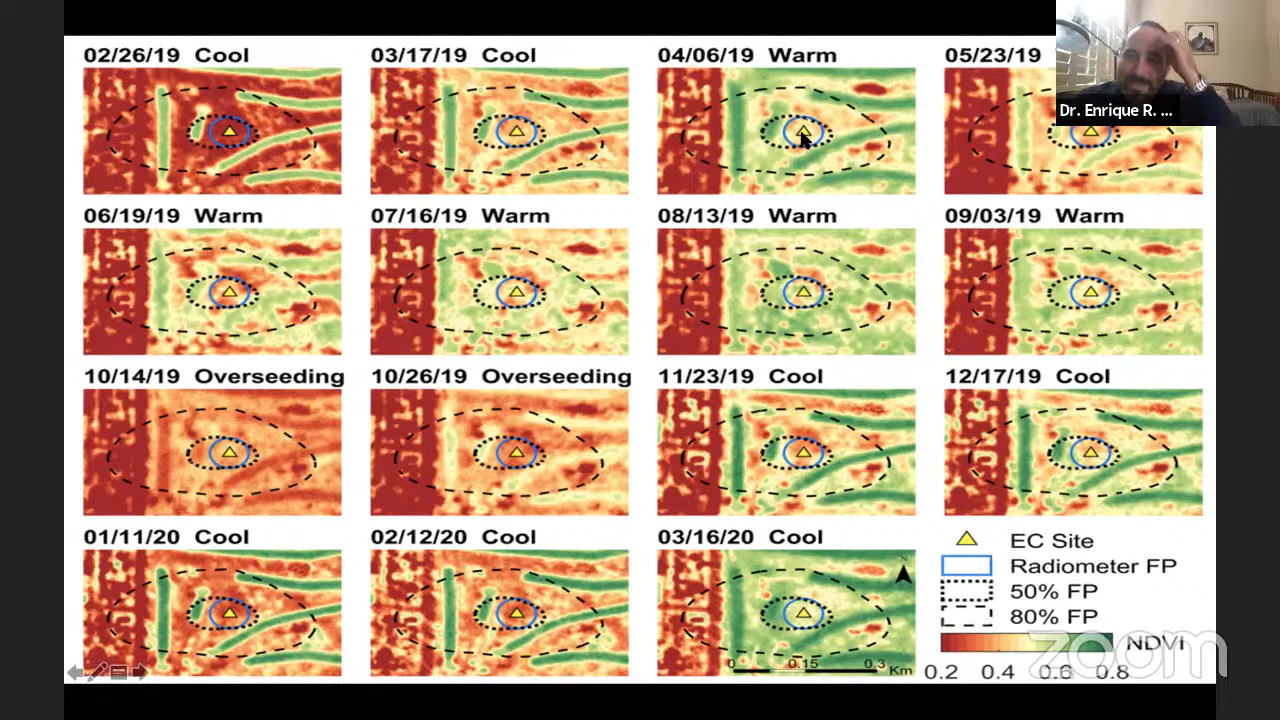 02/26/19 Cool
03/17/19 Cool
04/06/19 Warm
05/23/19
Dr. Enrique R. ...
06/19/19 Warm
07/16/19 Warm
08/13/19 Warm
09/03/19 Warm
10/14/19 Overseeding
10/26/19 Overseeding
11/23/19 Cool
12/17/19 Cool
01/11/20 Cool
02/12/20 Cool
03/16/20 Cool
N
0 0.15 0.3 Km
EC Site
Radiometer FP
50% FP
80% FP
NDVI
0.2 0.4 0.6 0.8
zoom